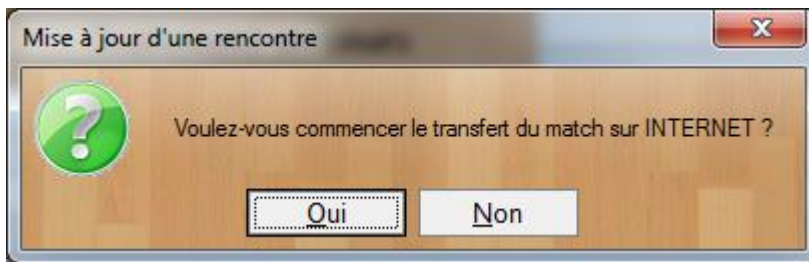 Mise à jour d'une rencontre
Voulez-vous commencer le transfert du match sur INTERNET ?
Oui
Non